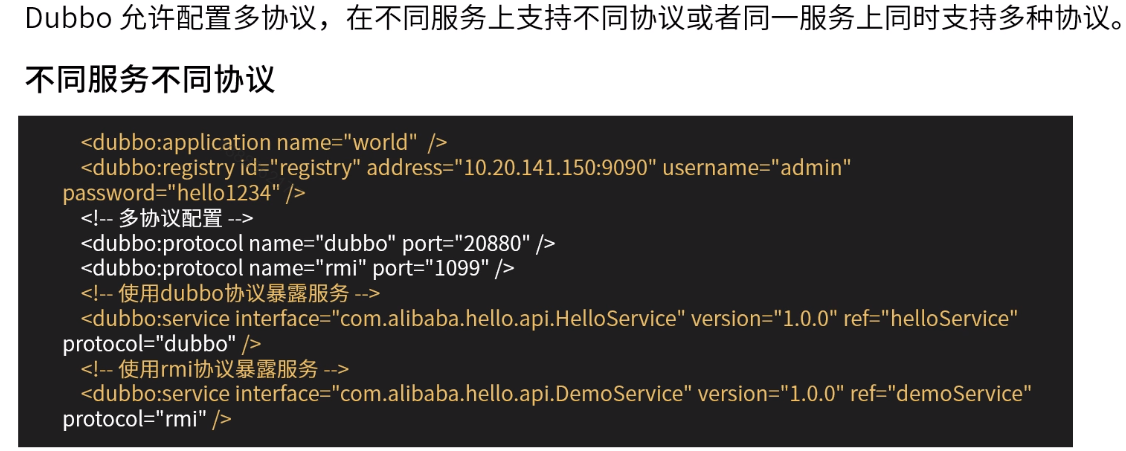 Dubbo 允许配置多协议，在不同服务上支持不同协议或者同一服务上同时支持多种协议。
不同服务不同协议
<dubbo:application name="world"  />
<dubbo:registry id="registry" address="10.20.141.150:9090" username="admin"
password="hello1234" />
<!-- 多协议配置 -->
<dubbo:protocol name="dubbo" port="20880" />
<dubbo:protocol name="rmi" port="1099" />
<!-- 使用dubbo协议暴露服务 -->
<dubbo:service interface="com.alibaba.hello.api.HelloService" version="1.0.0" ref="helloService"
protocol="dubbo" />
<!-- 使用rmi协议暴露服务 -->
<dubbo:service interface="com.alibaba.hello.api.DemoService" version="1.0.0" ref="demoService"
protocol="rmi" />